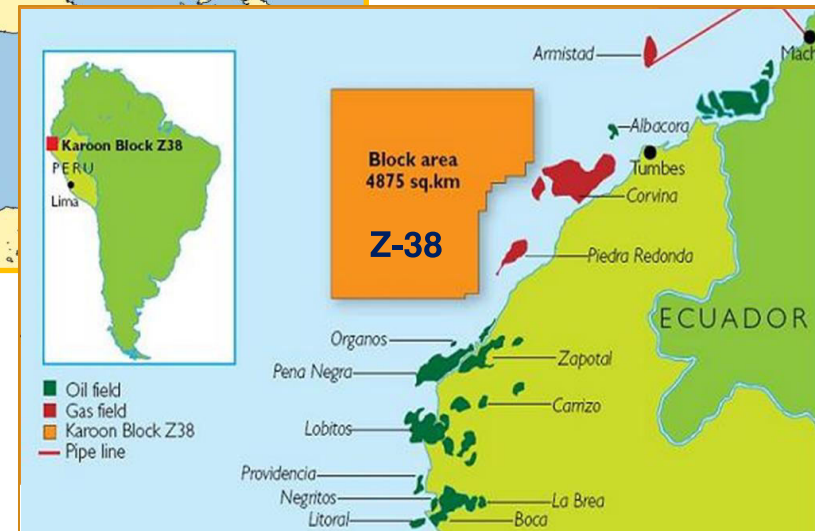 Karoon Block Z38
PERU
Lima
Oil field
Gas field
Karoon Block Z38
Pipe line
Block area
4875 sq.km
Z-38
Armistad
Mach
Albacora
Tumbes
Corvina
Piedra Redonda
ECUADOR
Organos
Zapotal
Pena Negra
Carrizo
Lobitos
Providencia
Negritos
La Brea
Litoral
Boca